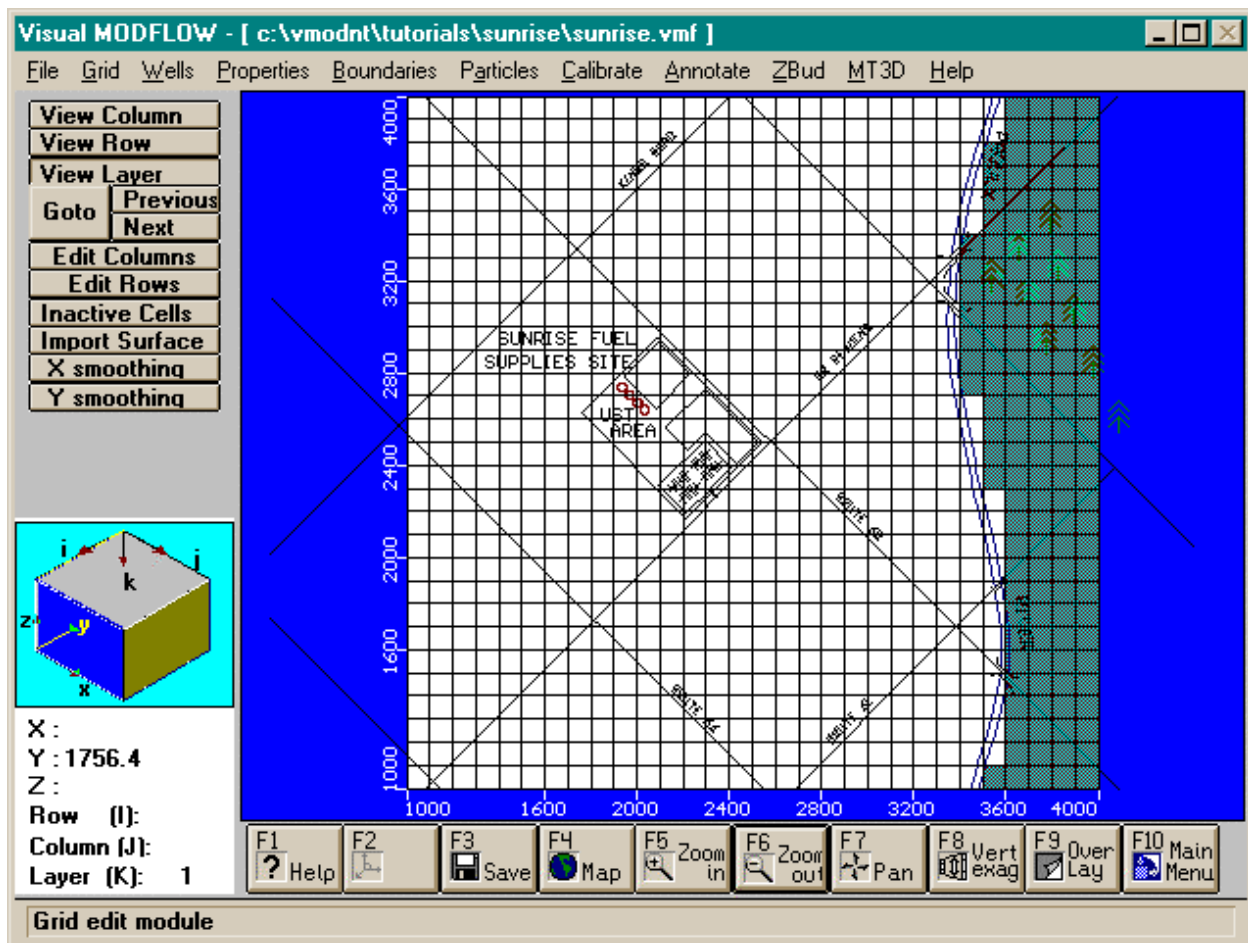 Visual MODFLOW - [ c:\vmodnt\tutorials\sunrise\sunrise.vmf ]
File Grid Wells Properties Boundaries Particles Calibrate Annotate ZBud MT3D Help
View Column
View Row
View Layer
Goto
Previous
Next
Edit Columns
Edit Rows
Inactive Cells
Import Surface
X smoothing
Y smoothing
4000
3600
3200
2800
2400
2000
1600
1000
SUNRISE FUEL
SUPPLIES SITE
UST
AREA
ROUTE 64
1000 1600 2000 2400 2800 3200 3600 4000
i
j
k
z
y
x
X :
Y : 1756.4
Z :
Row (I):
Column (J):
Layer (K): 1
F1 ? Help
F2
F3 Save
F4 Map
F5 Zoom in
F6 Zoom out
F7 Pan
F8 Vert exag
F9 Over Lay
F10 Main Menu
Grid edit module